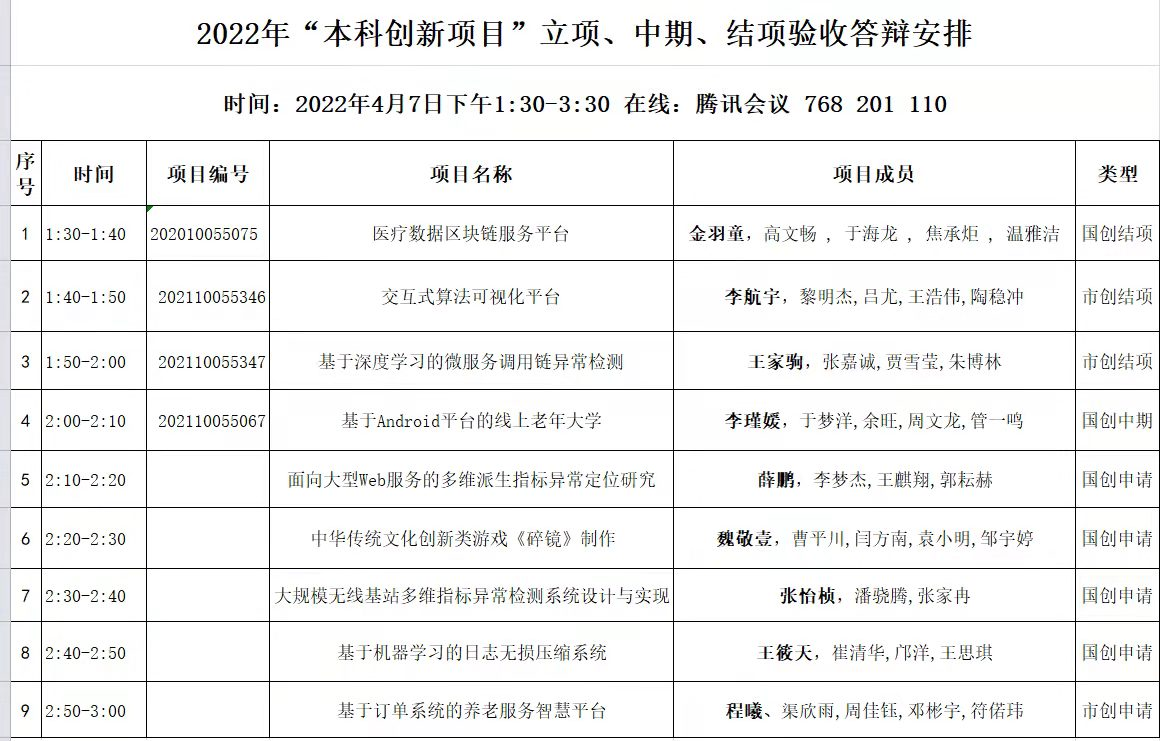 2022年“本科创新项目”立项、中期、结项验收答辩安排
时间：2022年4月7日下午1:30-3:30 在线：腾讯会议 768 201 110
序号 时间 项目编号 项目名称 项目成员 类型
1 1:30-1:40 202010055075 医疗数据区块链服务平台 金羽童，高文畅 , 于海龙 , 焦承炬 , 温雅洁 国创结项
2 1:40-1:50 202110055346 交互式算法可视化平台 李航宇，黎明杰,吕尤,王浩伟,陶稳冲 市创结项
3 1:50-2:00 202110055347 基于深度学习的微服务调用链异常检测 王家驹，张嘉诚,贾雪莹,朱博林 市创结项
4 2:00-2:10 202110055067 基于Android平台的线上老年大学 李瑾媛，于梦洋,余旺,周文龙,管一鸣 国创中期
5 2:10-2:20 面向大型Web服务的多维派生指标异常定位研究 薛鹏，李梦杰,王麒翔,郭耘赫 国创申请
6 2:20-2:30 中华传统文化创新类游戏《碎镜》制作 魏敬壹，曹平川,闫方南,袁小明,邹宇婷 国创申请
7 2:30-2:40 大规模无线基站多维指标异常检测系统设计与实现 张怡桢，潘骁腾,张家冉 国创申请
8 2:40-2:50 基于机器学习的日志无损压缩系统 王筱天，崔清华,邝洋,王思琪 国创申请
9 2:50-3:00 基于订单系统的养老服务智慧平台 程曦、渠欣雨,周佳钰,邓彬宇,符偌玮 市创申请